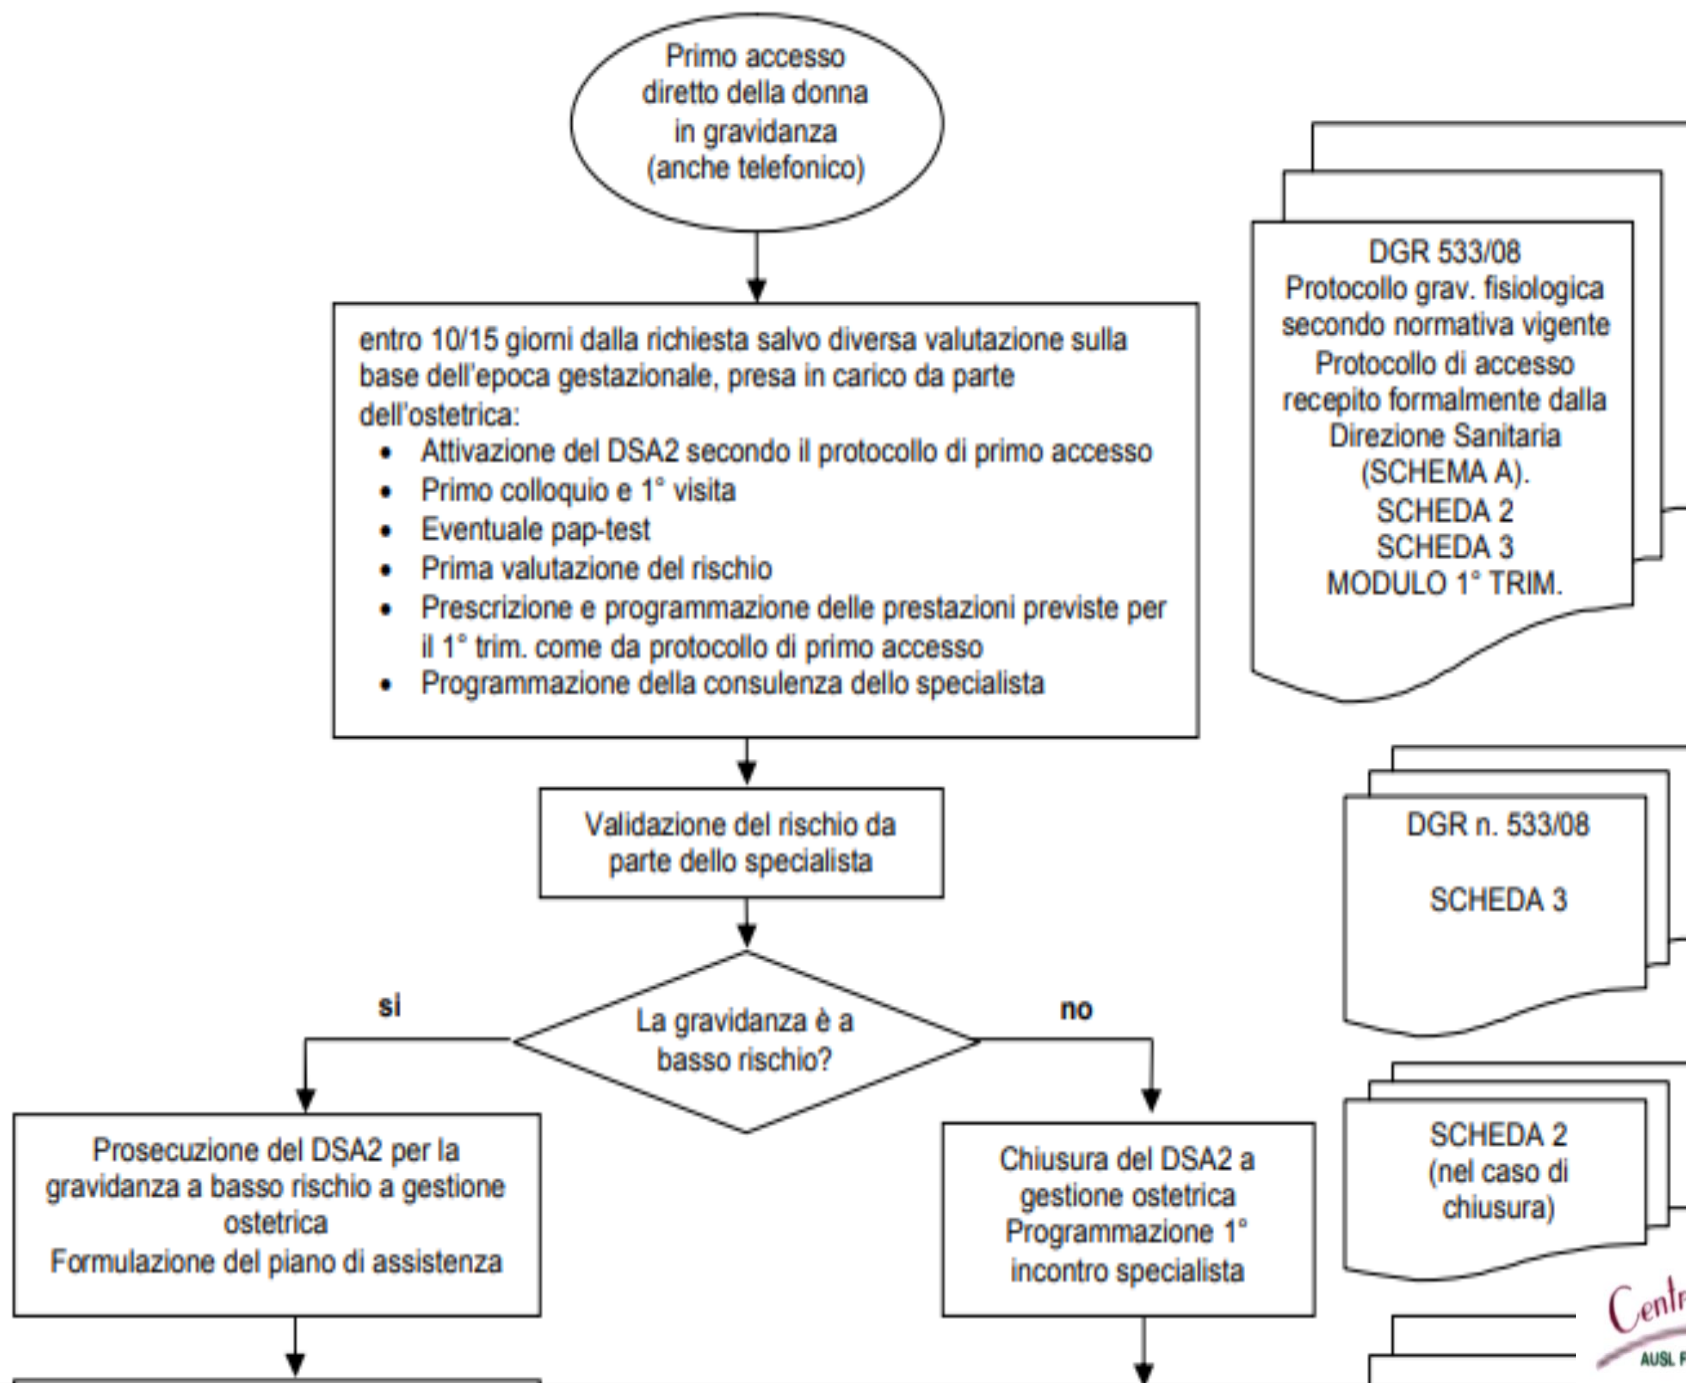 Primo accesso
diretto della donna
in gravidanza
(anche telefonico)
entro 10/15 giorni dalla richiesta salvo diversa valutazione sulla
base dell'epoca gestazionale, presa in carico da parte
dell'ostetrica:
• Attivazione del DSA2 secondo il protocollo di primo accesso
• Primo colloquio e 1° visita
• Eventuale pap-test
• Prima valutazione del rischio
• Prescrizione e programmazione delle prestazioni previste per
il 1° trim. come da protocollo di primo accesso
• Programmazione della consulenza dello specialista
DGR 533/08
Protocollo grav. fisiologica
secondo normativa vigente
Protocollo di accesso
recepito formalmente dalla
Direzione Sanitaria
(SCHEMA A).
SCHEDA 2
SCHEDA 3
MODULO 1° TRIM.
Validazione del rischio da
parte dello specialista
DGR n. 533/08
SCHEDA 3
La gravidanza è a
basso rischio?
si
no
Prosecuzione del DSA2 per la
gravidanza a basso rischio a gestione
ostetrica
Formulazione del piano di assistenza
Chiusura del DSA2 a
gestione ostetrica
Programmazione 1°
incontro specialista
SCHEDA 2
(nel caso di
chiusura)
AUSL